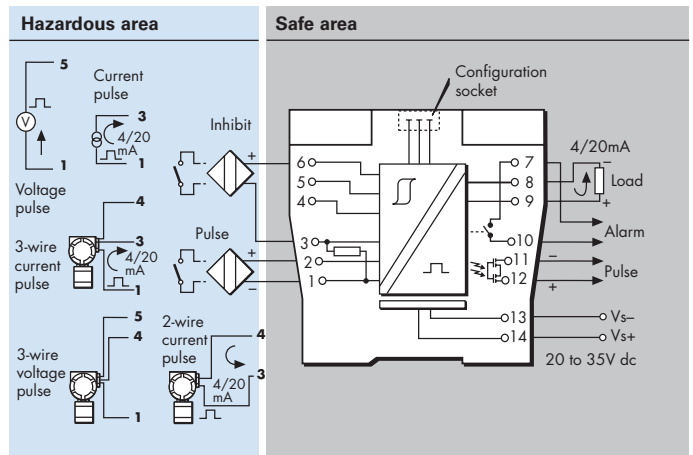 Hazardous area
Safe area
5
V
1
Voltage
pulse
Current
pulse
3
4/20
mA
1
Inhibit
+
Pulse
+
–
4
3-wire
current
pulse
3
4/20
mA
1
5
4
3-wire
voltage
pulse
1
2-wire
current
pulse
4
4/20
mA
3
Configuration
socket
6
5
4
3
2
1
7
8
9
10
11
12
13
14
4/20mA
–
Load
+
Alarm
–
Pulse
+
Vs–
Vs+
20 to 35V dc